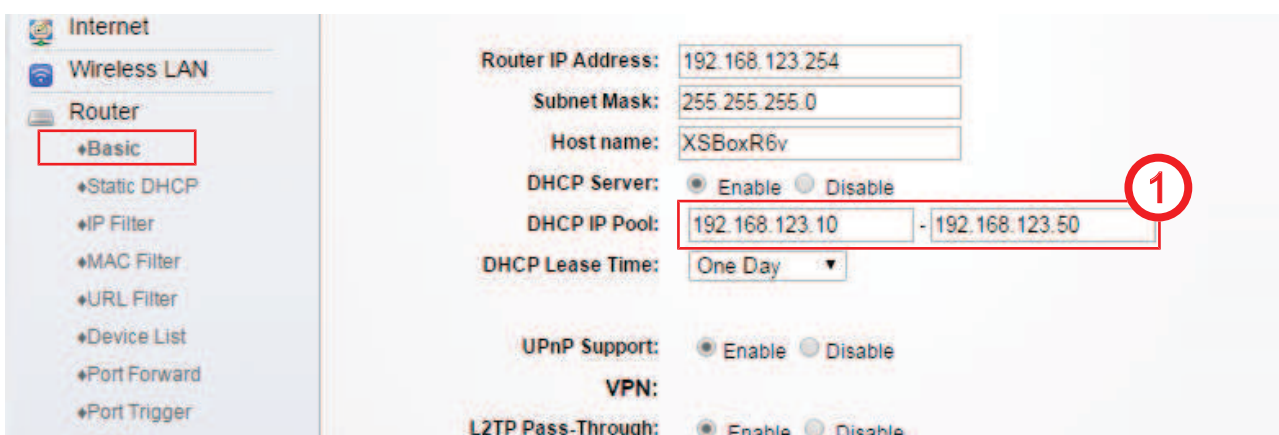 Internet
Wireless LAN
Router
♦Basic
♦Static DHCP
♦IP Filter
♦MAC Filter
♦URL Filter
♦Device List
♦Port Forward
♦Port Trigger
Router IP Address: 192.168.123.254
Subnet Mask: 255.255.255.0
Host name: XSBoxR6v
DHCP Server: Enable Disable
1
DHCP IP Pool: 192.168.123.10 - 192.168.123.50
DHCP Lease Time: One Day
UPnP Support: Enable Disable
VPN:
L2TP Pass-Through: Enable Disable